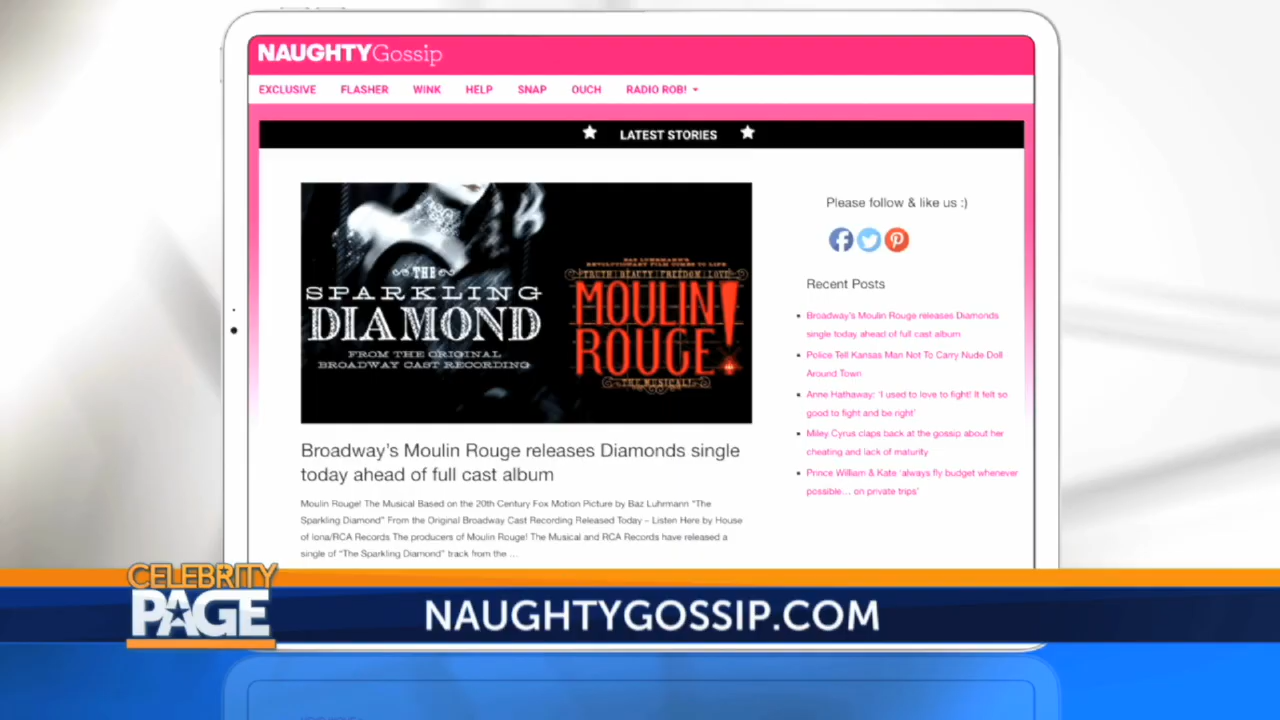 NAUGHTYGossip
EXCLUSIVE FLASHER WINK HELP SNAP OUCH RADIO ROB!
LATEST STORIES
THE
SPARKLING
DIAMOND
FROM THE ORIGINAL
BROADWAY CAST RECORDING
BAZ LUHRMANN'S
REVOLUTIONARY FILM COMES TO LIFE
TRUTH BEAUTY FREEDOM LOVE
MOULIN
ROUGE!
THE MUSICAL
Broadway's Moulin Rouge releases Diamonds single
today ahead of full cast album
Moulin Rouge! The Musical Based on the 20th Century Fox Motion Picture by Baz Luhrmann "The
Sparkling Diamond" From the Original Broadway Cast Recording Released Today – Listen Here by House
of Iona/RCA Records The producers of Moulin Rouge! The Musical and RCA Records have released a
single of "The Sparkling Diamond" track from the ...
Please follow & like us :)
Recent Posts
Broadway's Moulin Rouge releases Diamonds
single today ahead of full cast album
Police Tell Kansas Man Not To Carry Nude Doll
Around Town
Anne Hathaway: 'I used to love to fight! It felt so
good to fight and be right'
Miley Cyrus claps back at the gossip about her
cheating and lack of maturity
Prince William & Kate 'always fly budget whenever
possible... on private trips'
CELEBRITY
PAGE
NAUGHTYGOSSIP.COM